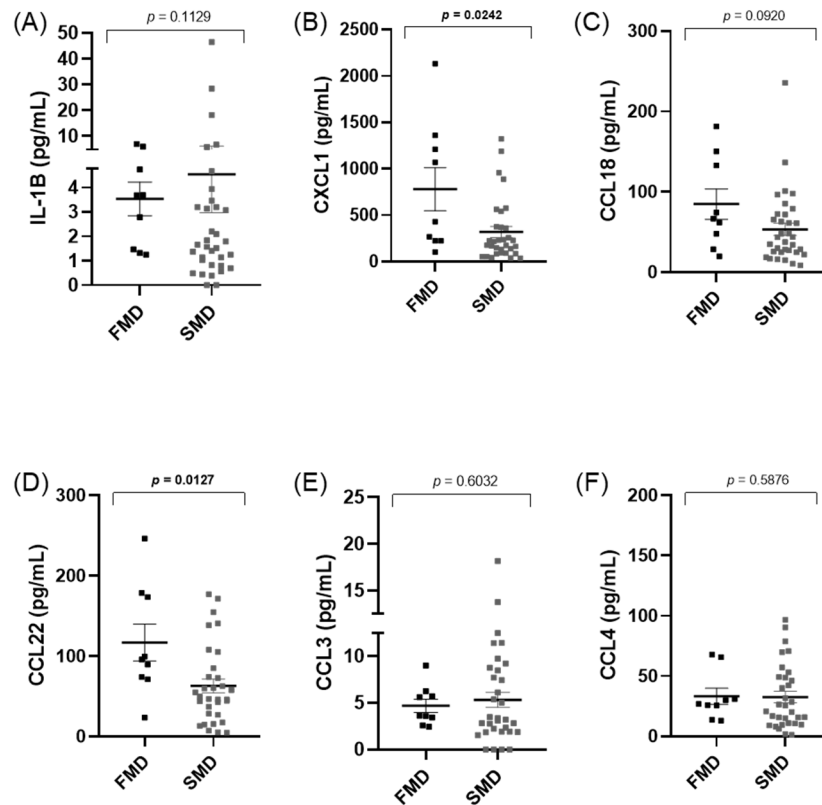 (A)
p = 0.1129
IL-1B (pg/mL)
50
40
30
20
10
4
3
2
1
0
FMD
SMD
(B)
p = 0.0242
CXCL1 (pg/mL)
2500
2000
1500
1000
500
0
FMD
SMD
(C)
p = 0.0920
CCL18 (pg/mL)
300
200
100
0
FMD
SMD
(D)
p = 0.0127
CCL22 (pg/mL)
300
200
100
0
FMD
SMD
(E)
p = 0.6032
CCL3 (pg/mL)
25
20
15
10
5
0
FMD
SMD
(F)
p = 0.5876
CCL4 (pg/mL)
200
150
100
50
0
FMD
SMD